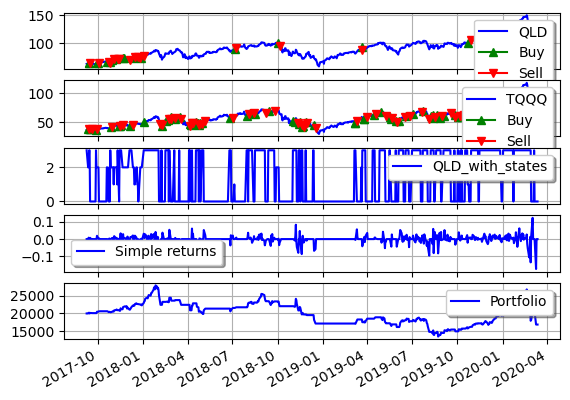 150
100
QLD
Buy
Sell
100
50
TQQQ
Buy
Sell
2
0
QLD_with_states
0.1
0.0
−0.1
Simple returns
25000
20000
15000
Portfolio
2017-10
2018-01
2018-04
2018-07
2018-10
2019-01
2019-04
2019-07
2019-10
2020-01
2020-04